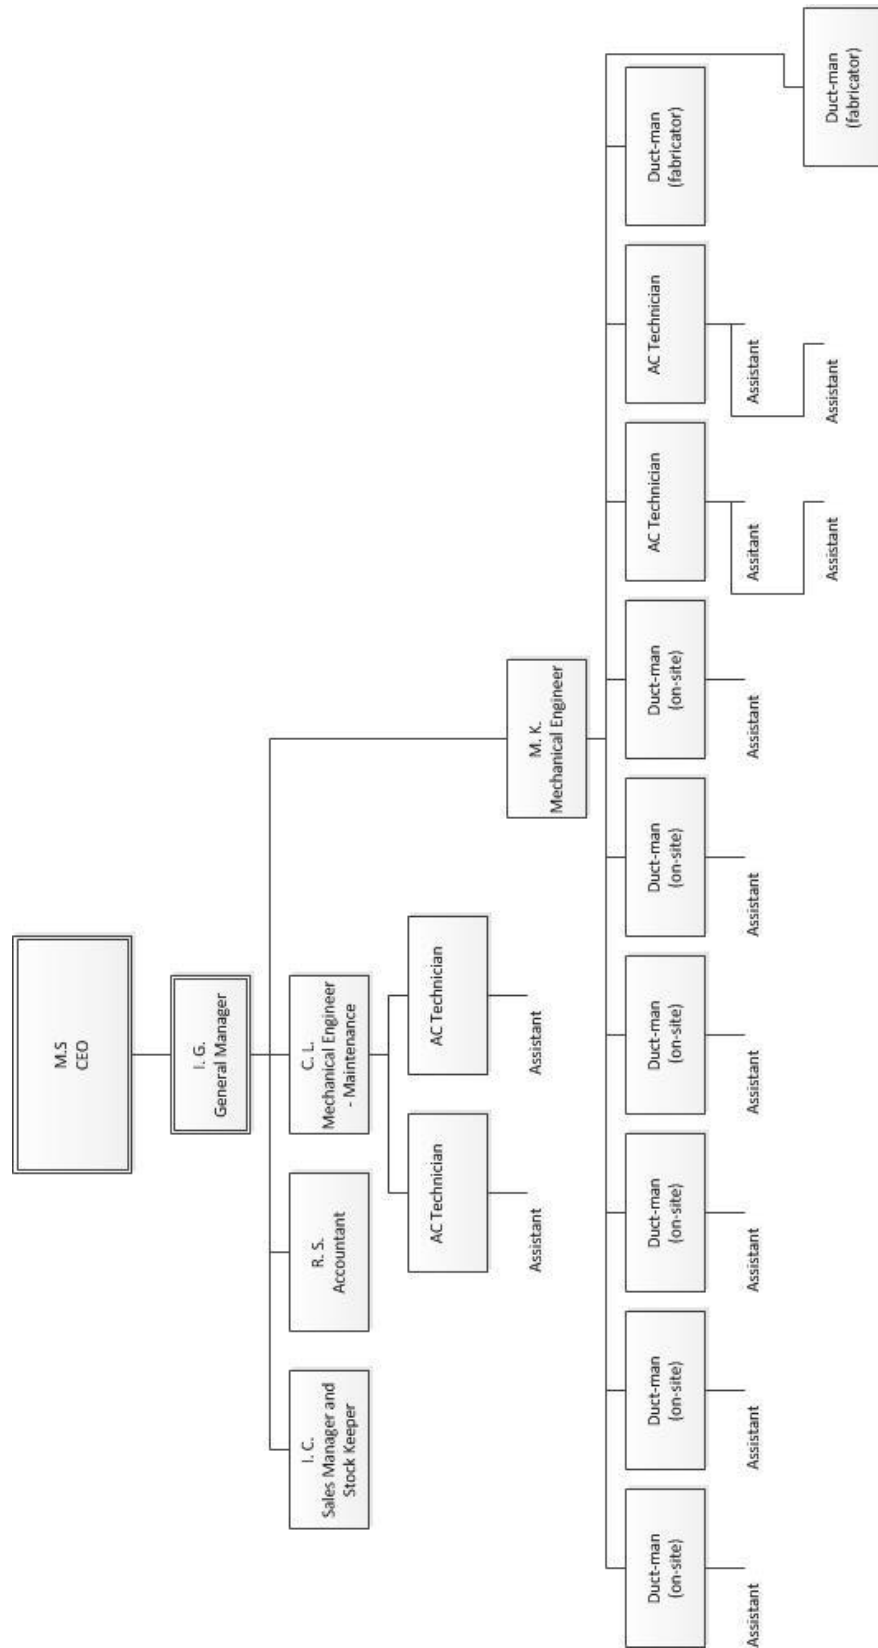 M.S
CEO
I. G.
General Manager
I. C.
Sales Manager and
Stock Keeper
R. S.
Accountant
C. L.
Mechanical Engineer
- Maintenance
AC Technician
AC Technician
Assistant
Assistant
M. K.
Mechanical Engineer
Duct-man
(on-site)
Duct-man
(on-site)
Duct-man
(on-site)
Duct-man
(on-site)
Duct-man
(on-site)
Duct-man
(on-site)
AC Technician
AC Technician
Duct-man
(fabricator)
Assistant
Assistant
Assistant
Assistant
Assistant
Assistant
Assitant
Assistant
Assistant
Assistant
Duct-man
(fabricator)